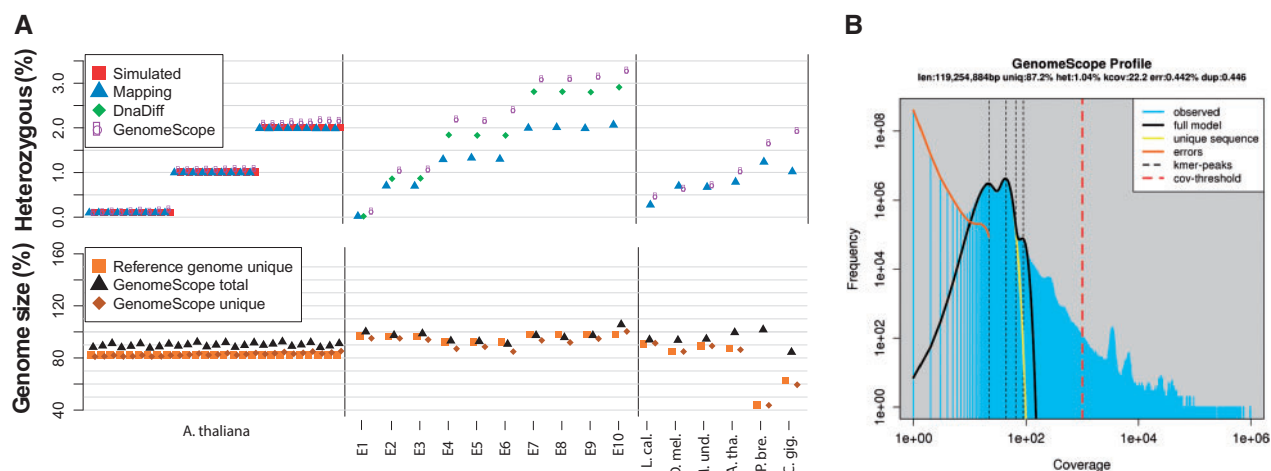 A
Heterozygous (%)
0.0 1.0 2.0 3.0
Simulated
Mapping
DnaDiff
GenomeScope
Genome size (%)
40 80 120 160
Reference genome unique
GenomeScope total
GenomeScope unique
A. thaliana
E1
E2
E3
E4
E5
E6
E7
E8
E9
E10
L. cal.
mel.
und.
A. tha.
P. bre.
C. gig.
B
GenomeScope Profile
len:119,254,884bp uniq:87.2% het:1.04% kcov:22.2 err:0.442% dup:0.446
observed
full model
unique sequence
errors
kmer-peaks
cov-threshold
Frequency
1e+00 1e+02 1e+04 1e+06 1e+08
1e+00 1e+02 1e+04 1e+06
Coverage